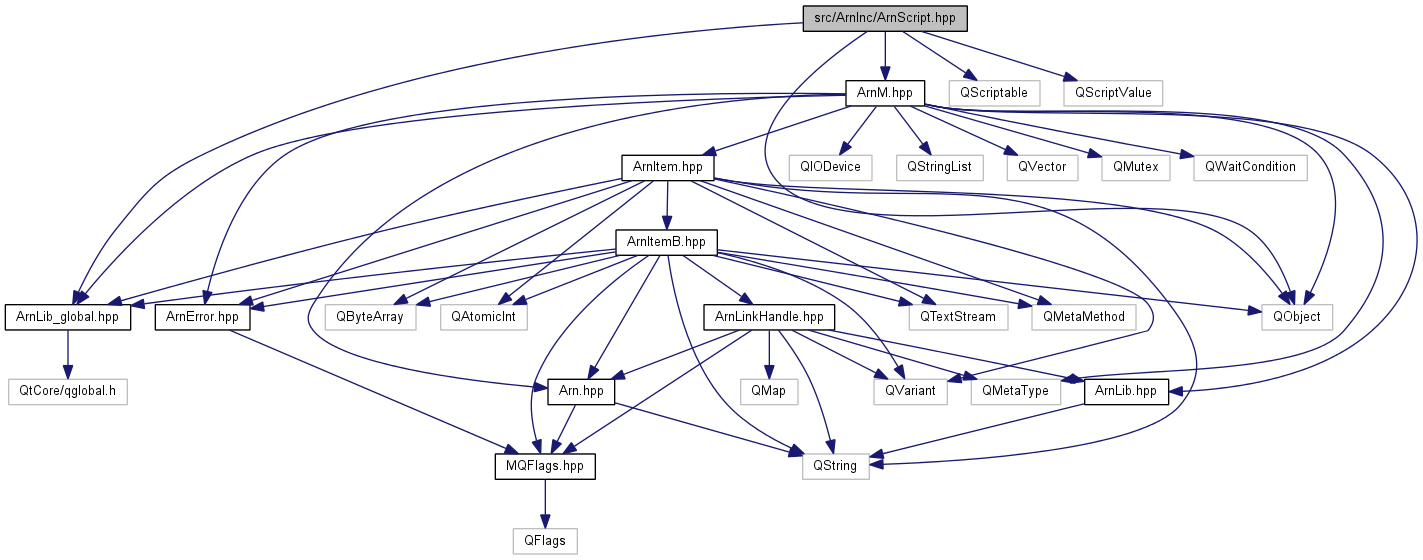 src/ArnInc/ArnScript.hpp
ArnM.hpp
QScriptable
QScriptValue
ArnItem.hpp
QIODevice
QStringList
QVector
QMutex
QWaitCondition
ArnItemB.hpp
ArnLib_global.hpp
ArnError.hpp
QByteArray
QAtomicInt
ArnLinkHandle.hpp
QTextStream
QMetaMethod
QObject
QtCore/qglobal.h
Arn.hpp
QMap
QVariant
QMetaType
ArnLib.hpp
MQFlags.hpp
QString
QFlags